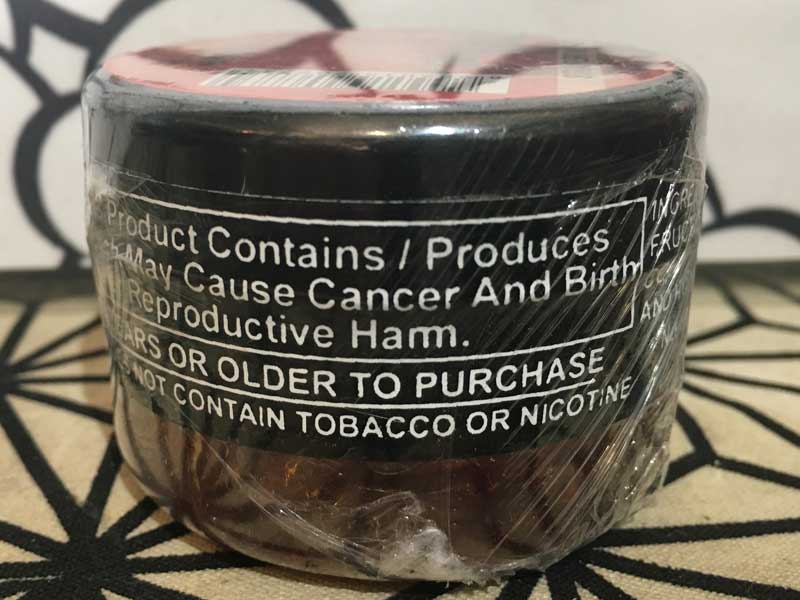 Product Contains / Produces
May Cause Cancer And Birth
Reproductive Harm.
OR OLDER TO PURCHASE
NOT CONTAIN TOBACCO OR NICOTINE